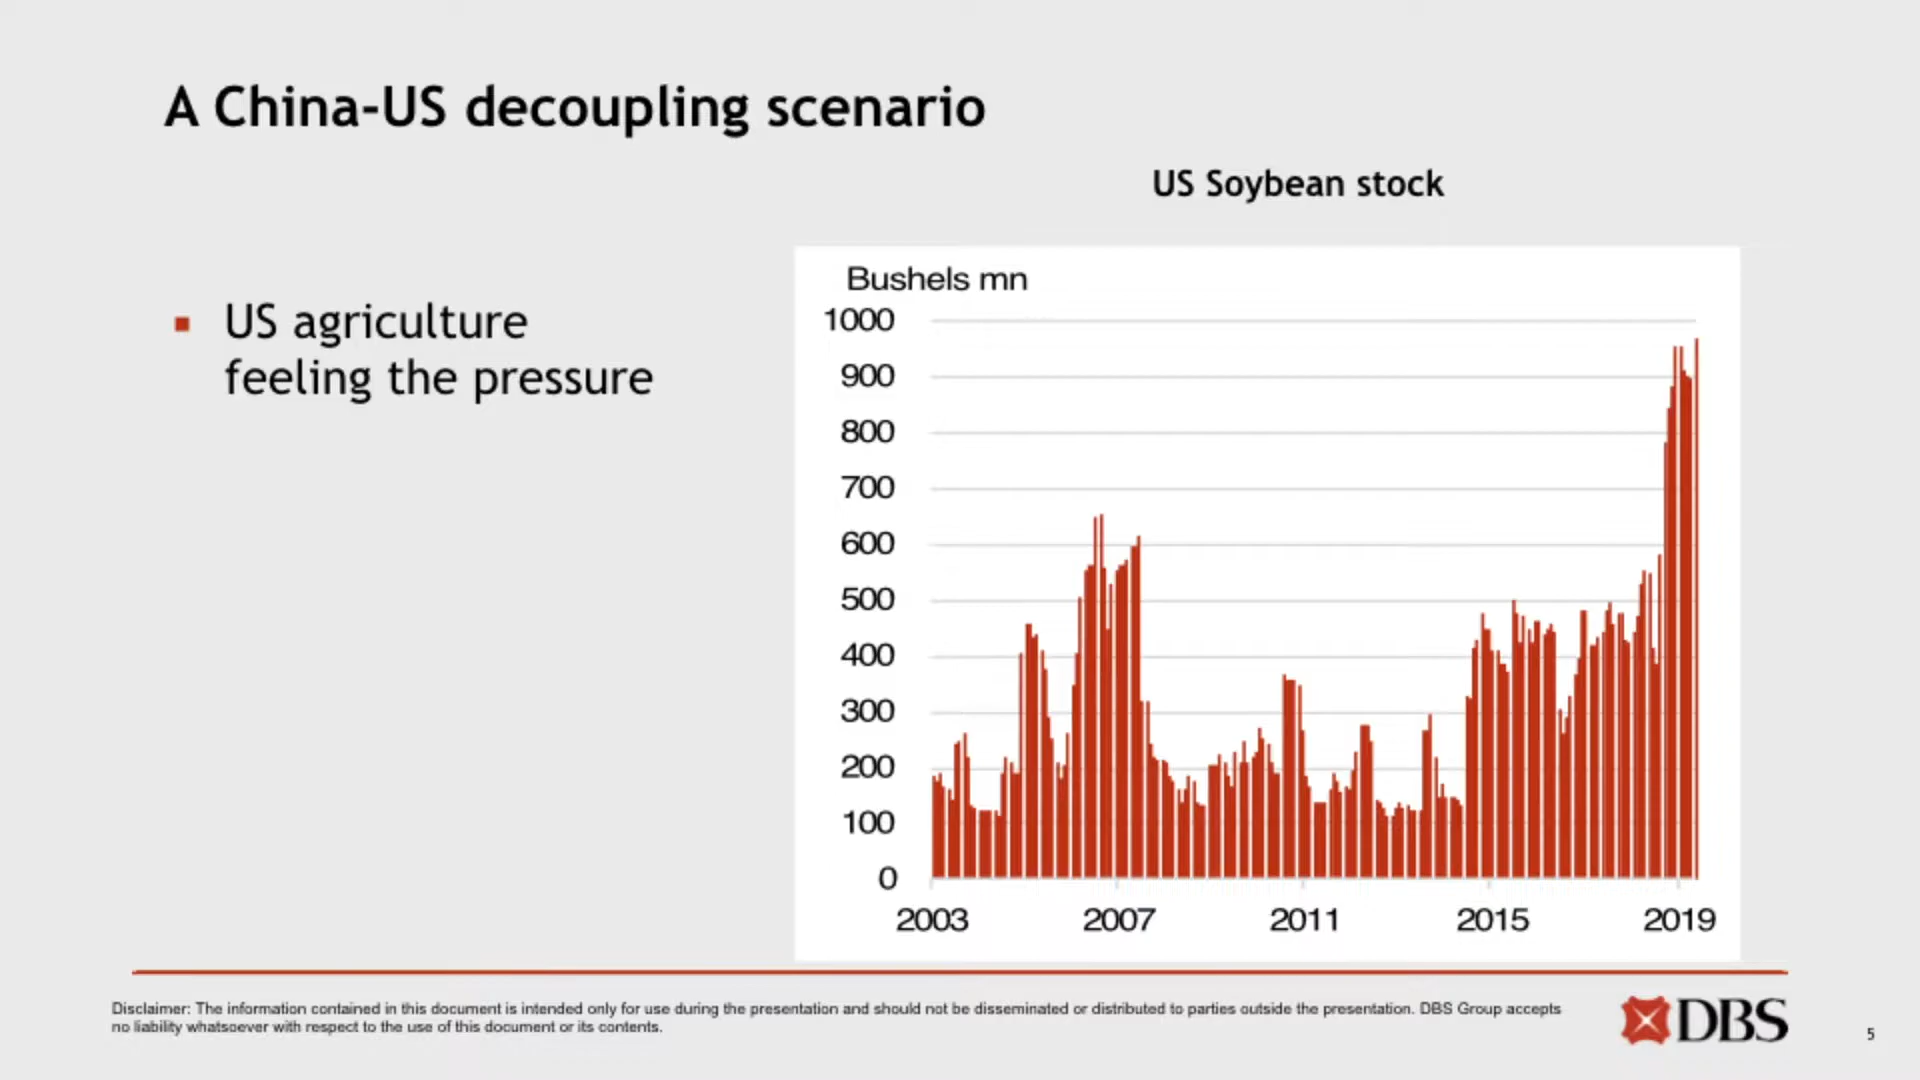 A China-US decoupling scenario
US Soybean stock
▪ US agriculture
feeling the pressure
Bushels mn
1000
900
800
700
600
500
400
300
200
100
0
2003 2007 2011 2015 2019
Disclaimer: The information contained in this document is intended only for use during the presentation and should not be disseminated or distributed to parties outside the presentation. DBS Group accepts
no liability whatsoever with respect to the use of this document or its contents.
DBS
5